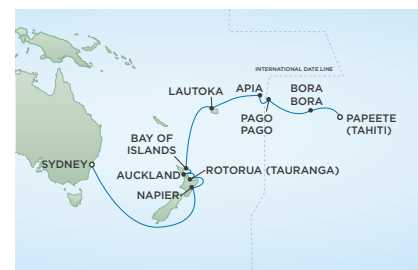 INTERNATIONAL DATE LINE
LAUTOKA
APIA
BORA
BORA
PAGO
PAGO
PAPEETE
(TAHITI)
BAY OF
ISLANDS
SYDNEY
AUCKLAND
ROTORUA (TAURANGA)
NAPIER